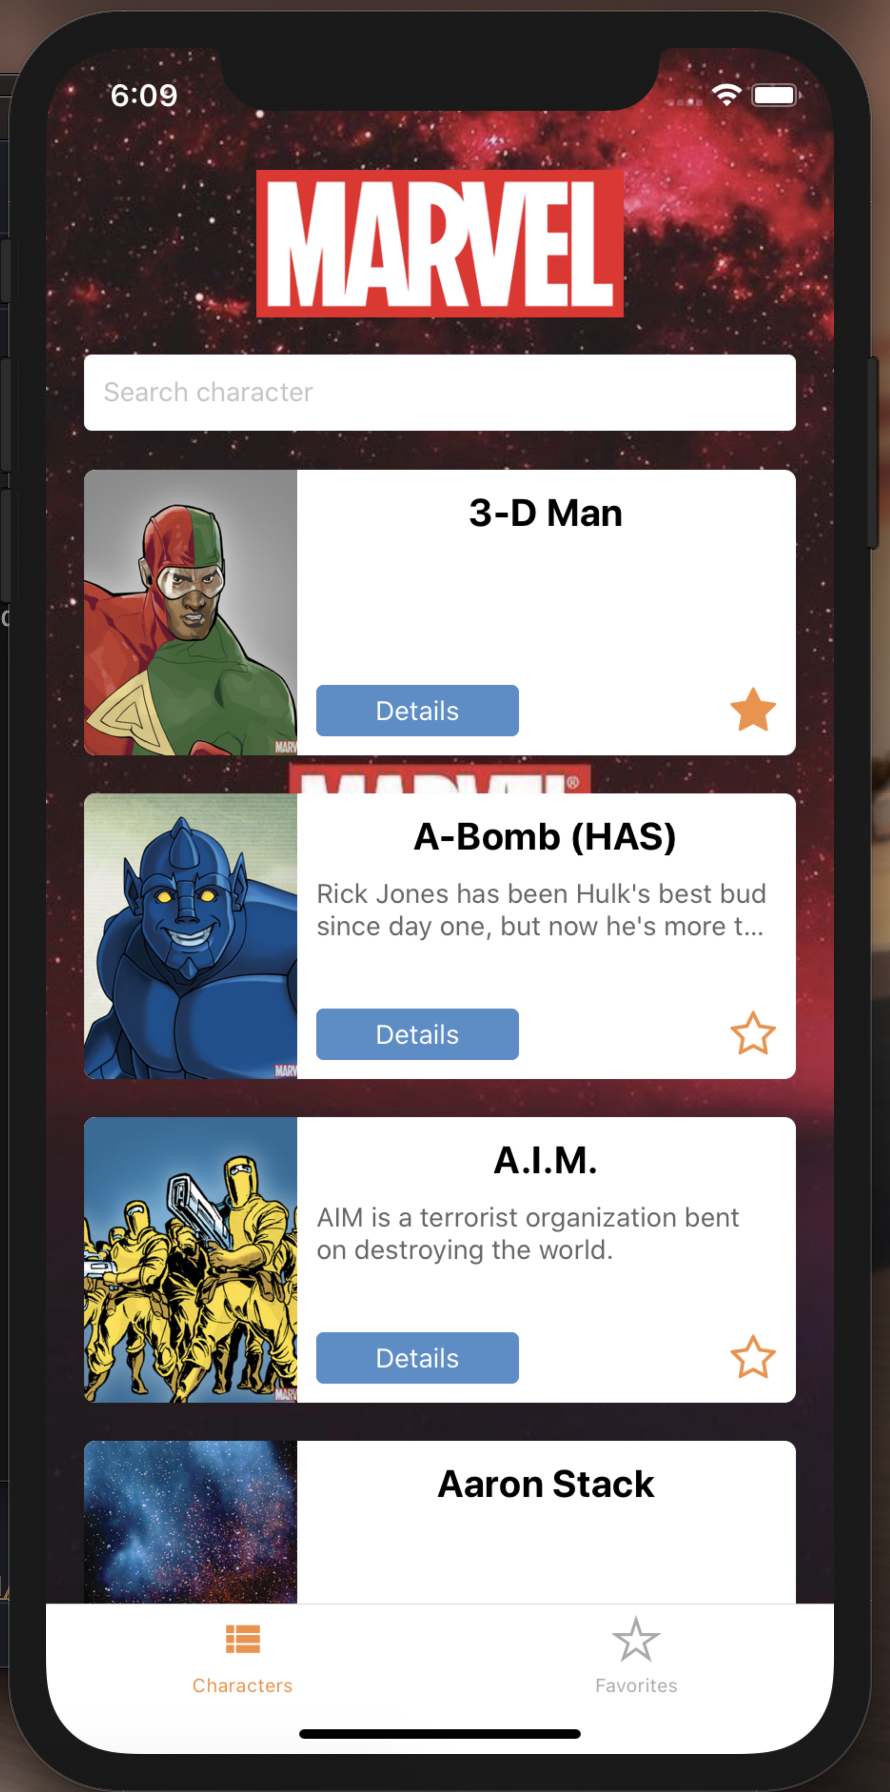 6:09
MARVEL
Search character
3-D Man
Details
MARVEL®
A-Bomb (HAS)
Rick Jones has been Hulk's best bud
since day one, but now he's more t...
Details
A.I.M.
AIM is a terrorist organization bent
on destroying the world.
Details
Aaron Stack
Characters
Favorites